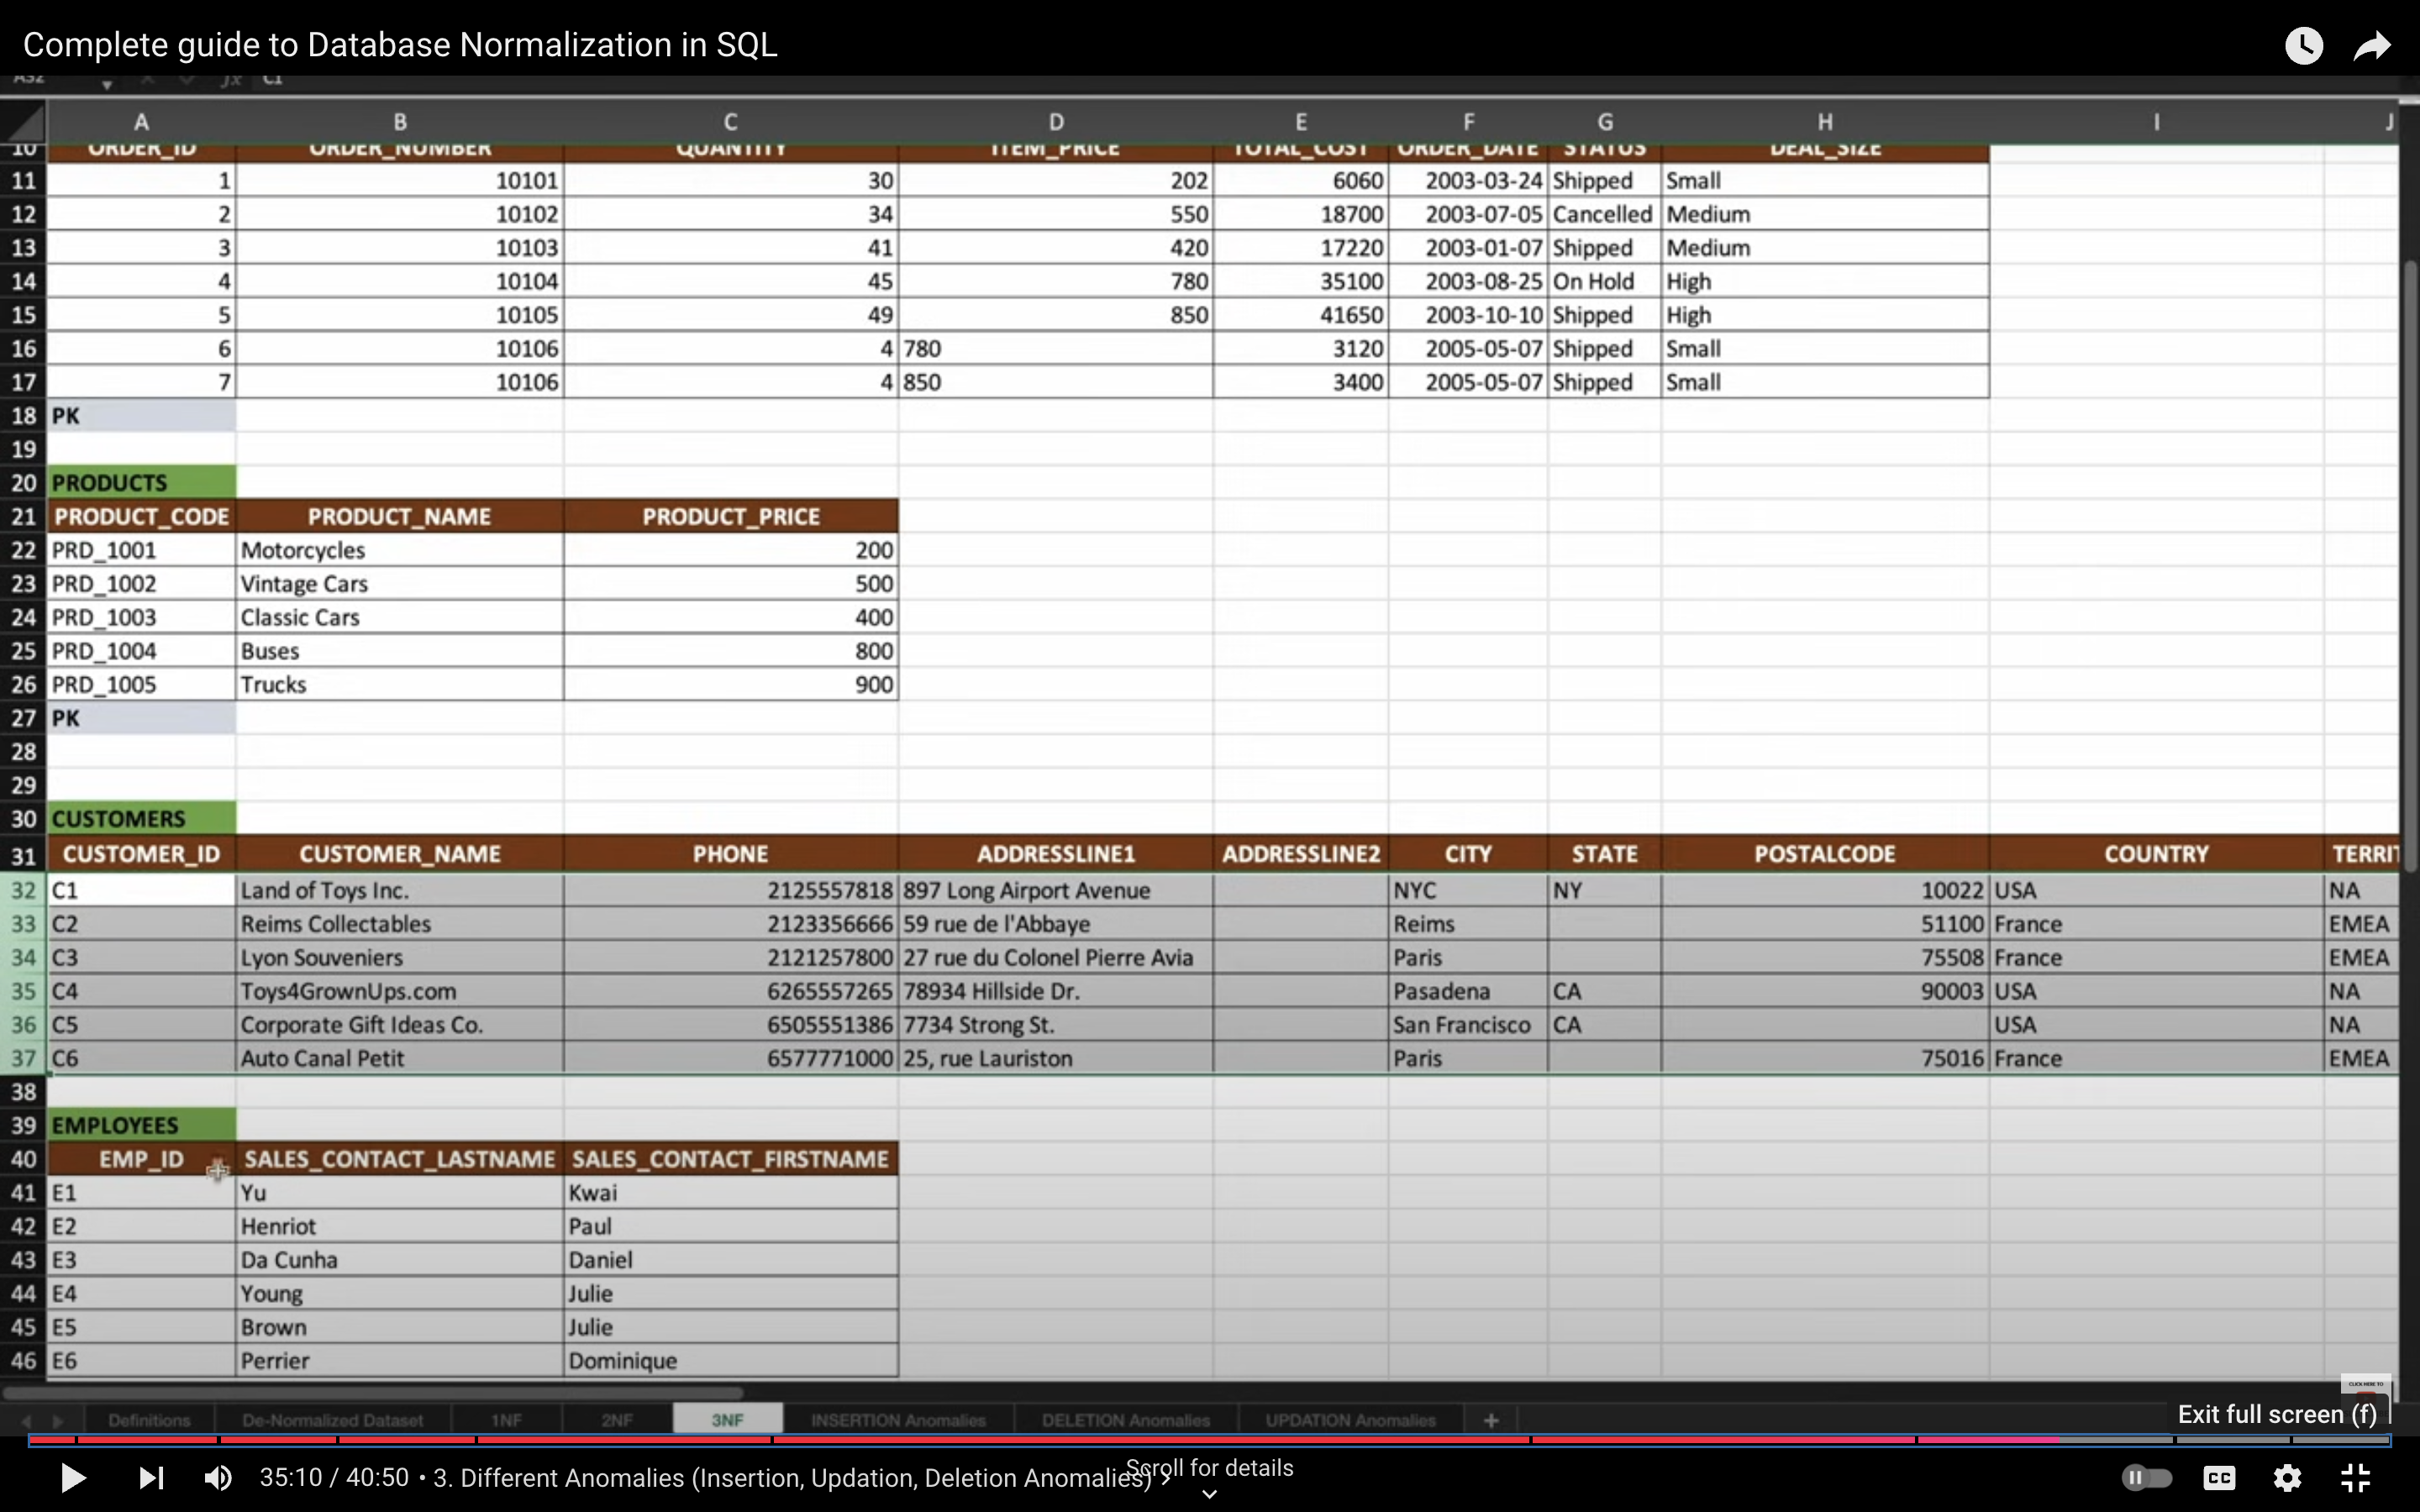 Complete guide to Database Normalization in SQL
A32 fx C1
A B C D E F G H I J
10 ORDER_ID ORDER_NUMBER QUANTITY ITEM_PRICE TOTAL_COST ORDER_DATE STATUS DEAL_SIZE
11 1 10101 30 202 6060 2003-03-24 Shipped Small
12 2 10102 34 550 18700 2003-07-05 Cancelled Medium
13 3 10103 41 420 17220 2003-01-07 Shipped Medium
14 4 10104 45 780 35100 2003-08-25 On Hold High
15 5 10105 49 850 41650 2003-10-10 Shipped High
16 6 10106 4 780 3120 2005-05-07 Shipped Small
17 7 10106 4 850 3400 2005-05-07 Shipped Small
18 PK
19
20 PRODUCTS
21 PRODUCT_CODE PRODUCT_NAME PRODUCT_PRICE
22 PRD_1001 Motorcycles 200
23 PRD_1002 Vintage Cars 500
24 PRD_1003 Classic Cars 400
25 PRD_1004 Buses 800
26 PRD_1005 Trucks 900
27 PK
28
29
30 CUSTOMERS
31 CUSTOMER_ID CUSTOMER_NAME PHONE ADDRESSLINE1 ADDRESSLINE2 CITY STATE POSTALCODE COUNTRY TERRIT
32 C1 Land of Toys Inc. 2125557818 897 Long Airport Avenue NYC NY 10022 USA NA
33 C2 Reims Collectables 2123356666 59 rue de l'Abbaye Reims 51100 France EMEA
34 C3 Lyon Souveniers 2121257800 27 rue du Colonel Pierre Avia Paris 75508 France EMEA
35 C4 Toys4GrownUps.com 6265557265 78934 Hillside Dr. Pasadena CA 90003 USA NA
36 C5 Corporate Gift Ideas Co. 6505551386 7734 Strong St. San Francisco CA USA NA
37 C6 Auto Canal Petit 6577771000 25, rue Lauriston Paris 75016 France EMEA
38
39 EMPLOYEES
40 EMP_ID SALES_CONTACT_LASTNAME SALES_CONTACT_FIRSTNAME
41 E1 Yu Kwai
42 E2 Henriot Paul
43 E3 Da Cunha Daniel
44 E4 Young Julie
45 E5 Brown Julie
46 E6 Perrier Dominique
CLICK HERE TO
Definitions De-Normalized Dataset 1NF 2NF 3NF INSERTION Anomalies DELETION Anomalies UPDATION Anomalies +
Exit full screen (f)
35:10 / 40:50 • 3. Different Anomalies (Insertion, Updation, Deletion Anomalies) ›
Scroll for details
CC